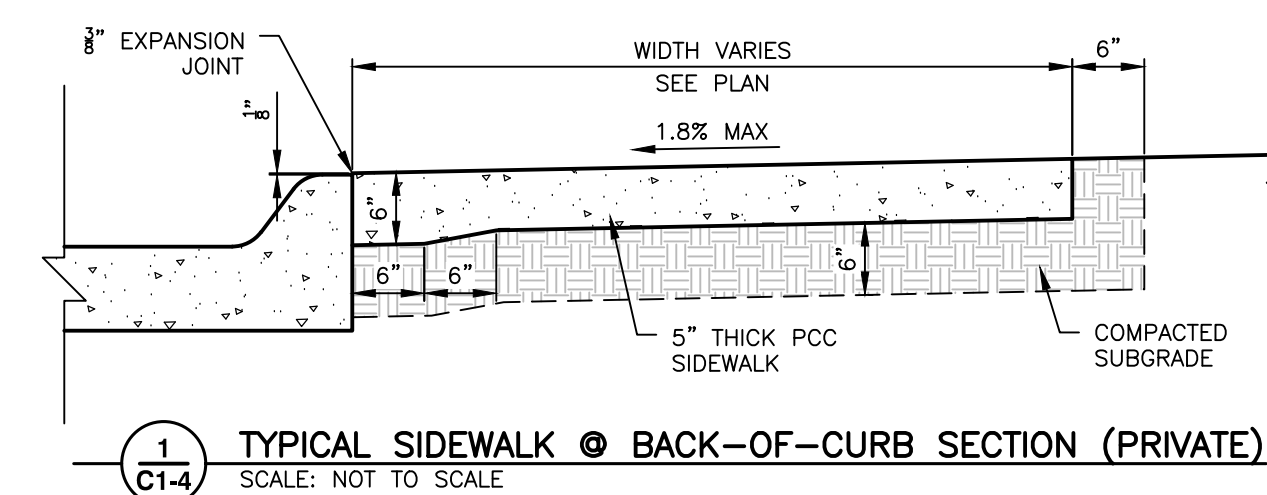 3/8” EXPANSION
JOINT
WIDTH VARIES
SEE PLAN
6”
1/8”
1.8% MAX
6”
6”
6”
6”
5” THICK PCC
SIDEWALK
COMPACTED
SUBGRADE
1
C1-4
TYPICAL SIDEWALK @ BACK-OF-CURB SECTION (PRIVATE)
SCALE: NOT TO SCALE